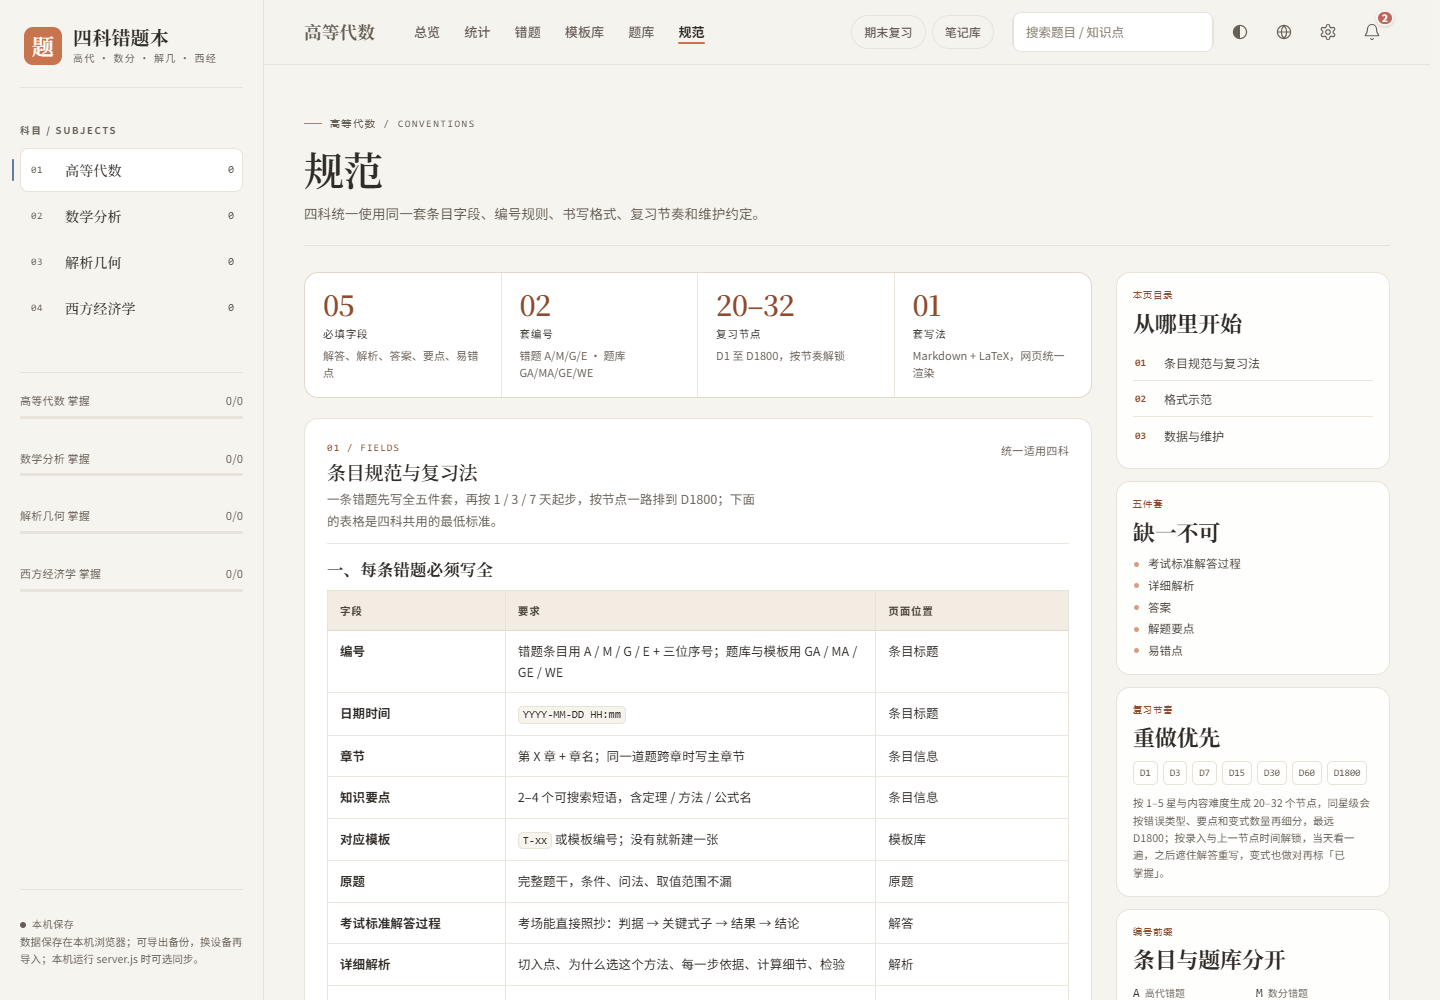 题
四科错题本
高代 · 数分 · 解几 · 西经
科目 / SUBJECTS
01 高等代数 0
02 数学分析 0
03 解析几何 0
04 西方经济学 0
高等代数 掌握 0/0
数学分析 掌握 0/0
解析几何 掌握 0/0
西方经济学 掌握 0/0
本机保存
数据保存在本机浏览器；可导出备份，换设备再
导入；本机运行 server.js 时可选同步。
高等代数 总览 统计 错题 模板库 题库 规范 期末复习 笔记库 搜索题目 / 知识点 2
高等代数 / CONVENTIONS
规范
四科统一使用同一套条目字段、编号规则、书写格式、复习节奏和维护约定。
05
必填字段
解答、解析、答案、要点、易错
点
02
套编号
错题 A/M/G/E · 题库
GA/MA/GE/WE
20–32
复习节点
D1 至 D1800，按节奏解锁
01
套写法
Markdown + LaTeX，网页统一
渲染
01 / FIELDS
条目规范与复习法
统一适用四科
一条错题先写全五件套，再按 1 / 3 / 7 天起步，按节点一路排到 D1800；下面
的表格是四科共用的最低标准。
一、每条错题必须写全
字段 要求 页面位置
编号 错题条目用 A / M / G / E + 三位序号；题库与模板用 GA / MA / 条目标题
GE / WE
日期时间 YYYY-MM-DD HH:mm 条目标题
章节 第 X 章 + 章名；同一道题跨章时写主章节 条目信息
知识要点 2–4 个可搜索短语，含定理 / 方法 / 公式名 条目信息
对应模板 T-xx 或模板编号；没有就新建一张 模板库
原题 完整题干，条件、问法、取值范围不漏 原题
考试标准解答过程 考场能直接照抄：判据 → 关键式子 → 结果 → 结论 解答
详细解析 切入点、为什么选这个方法、每一步依据、计算细节、检验 解析
本页目录
从哪里开始
01 条目规范与复习法
02 格式示范
03 数据与维护
五件套
缺一不可
考试标准解答过程
详细解析
答案
解题要点
易错点
复习节奏
重做优先
D1 D3 D7 D15 D30 D60 D1800
按 1–5 星与内容难度生成 20–32 个节点，同星级会
按错误类型、要点和变式数量再细分，最远
D1800；按录入与上一节点时间解锁，当天看一
遍，之后遮住解答重写，变式也做对再标「已
掌握」。
编号前缀
条目与题库分开
A 高代错题 M 数分错题